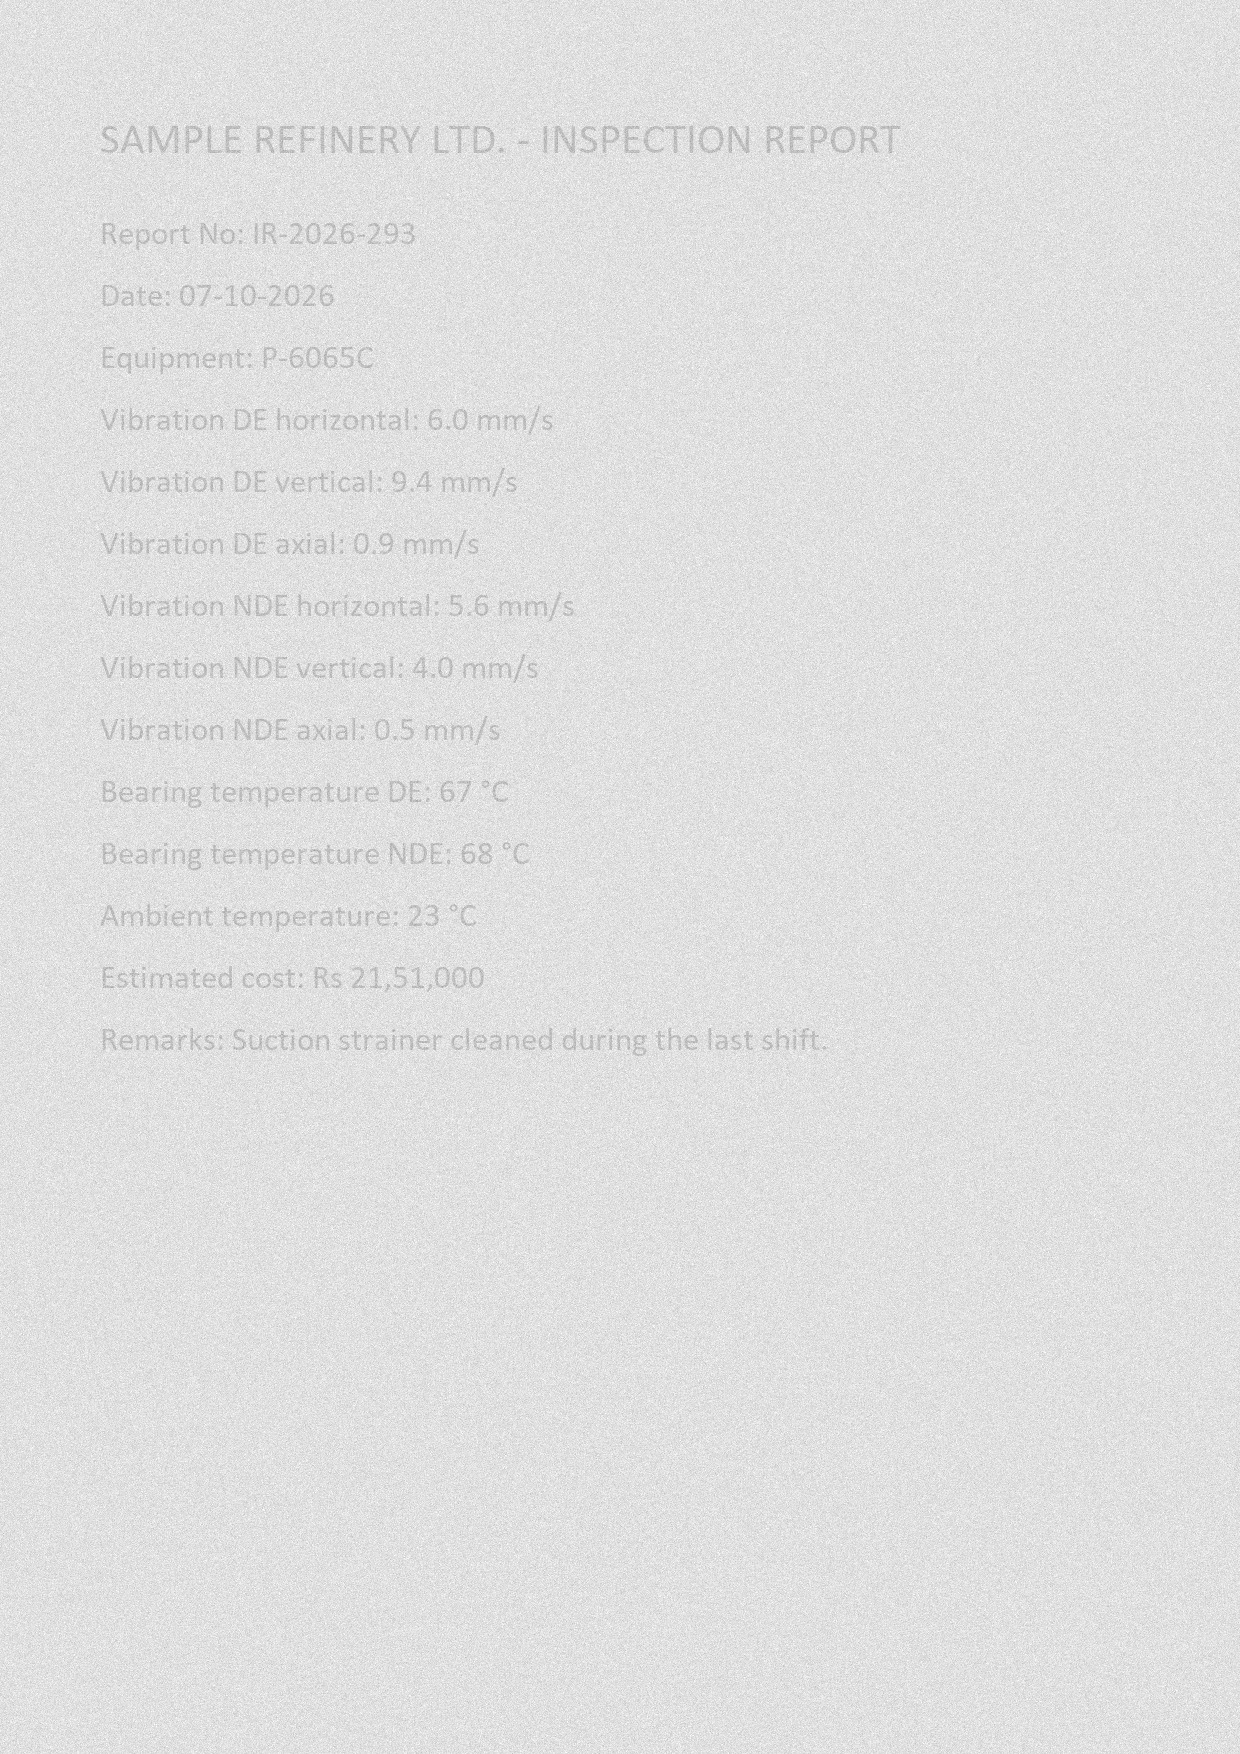 SAMPLE REFINERY LTD. - INSPECTION REPORT
Report No: IR-2026-293
Date: 07-10-2026
Equipment: P-6065C
Vibration DE horizontal: 6.0 mm/s
Vibration DE vertical: 9.4 mm/s
Vibration DE axial: 0.9 mm/s
Vibration NDE horizontal: 5.6 mm/s
Vibration NDE vertical: 4.0 mm/s
Vibration NDE axial: 0.5 mm/s
Bearing temperature DE: 67 °C
Bearing temperature NDE: 68 °C
Ambient temperature: 23 °C
Estimated cost: Rs 21,51,000
Remarks: Suction strainer cleaned during the last shift.